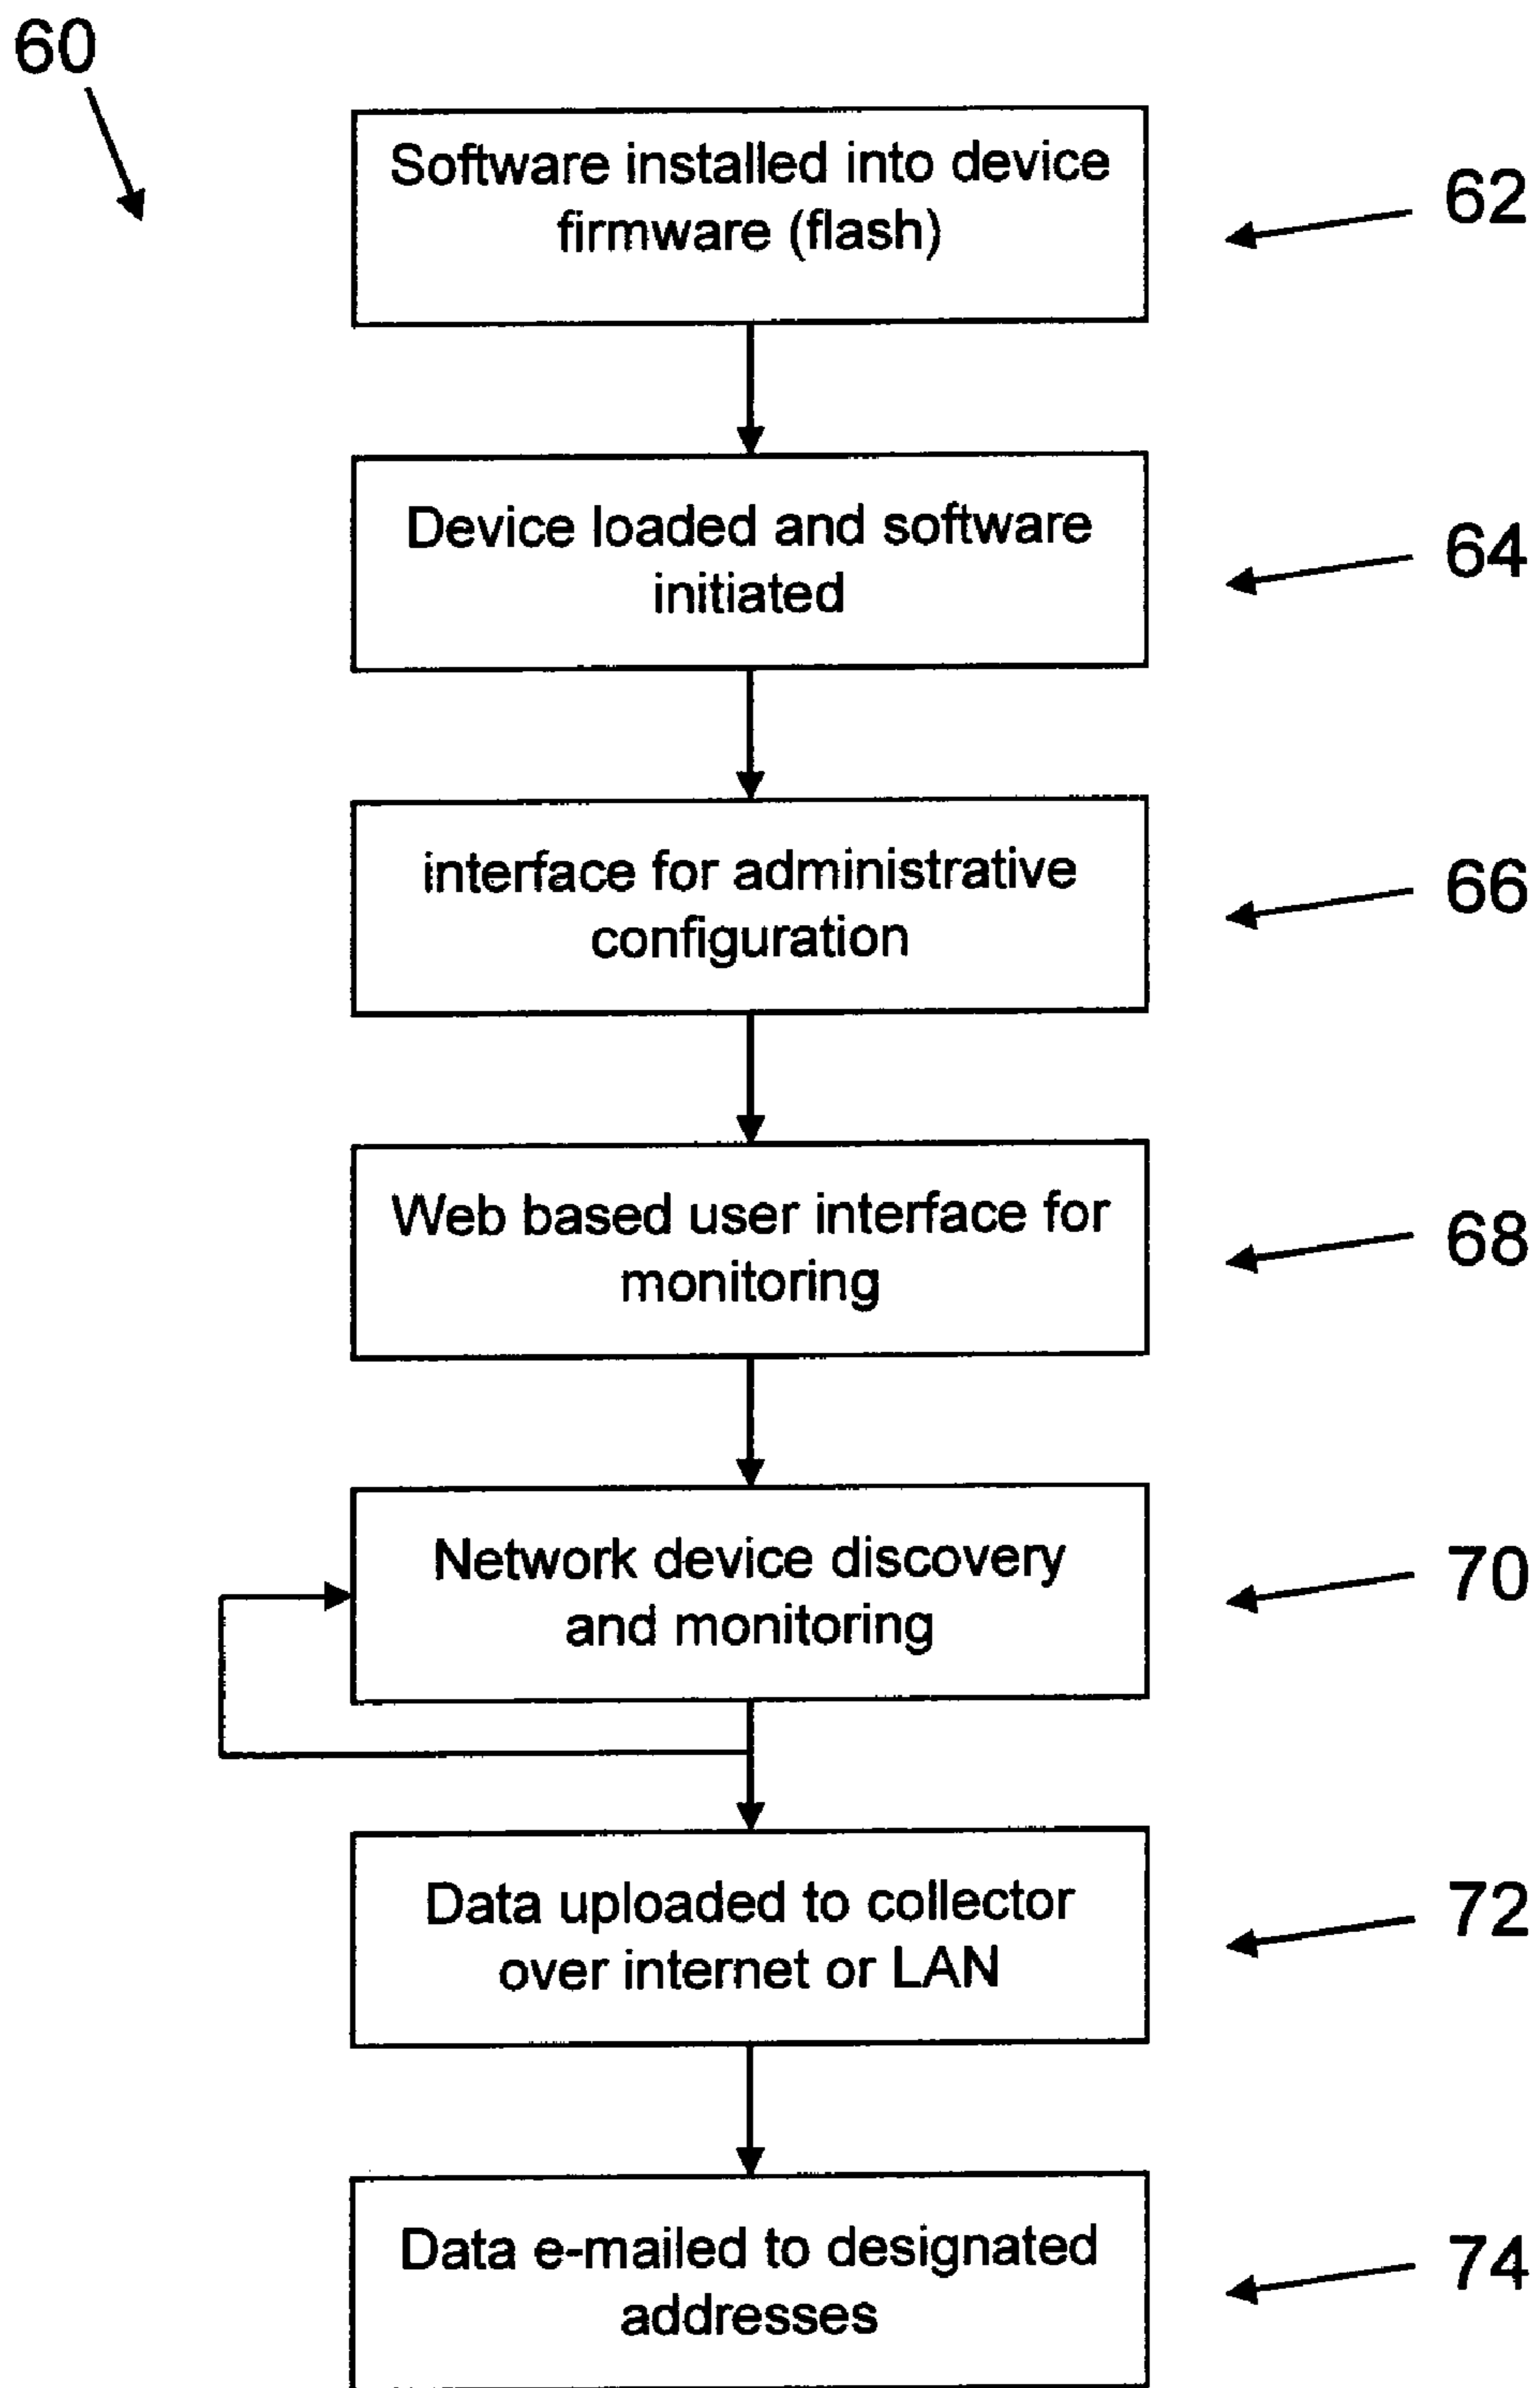 60
Software installed into device
firmware (flash)
62
Device loaded and software
initiated
64
interface for administrative
configuration
66
Web based user interface for
monitoring
68
Network device discovery
and monitoring
70
Data uploaded to collector
over internet or LAN
72
Data e-mailed to designated
addresses
74